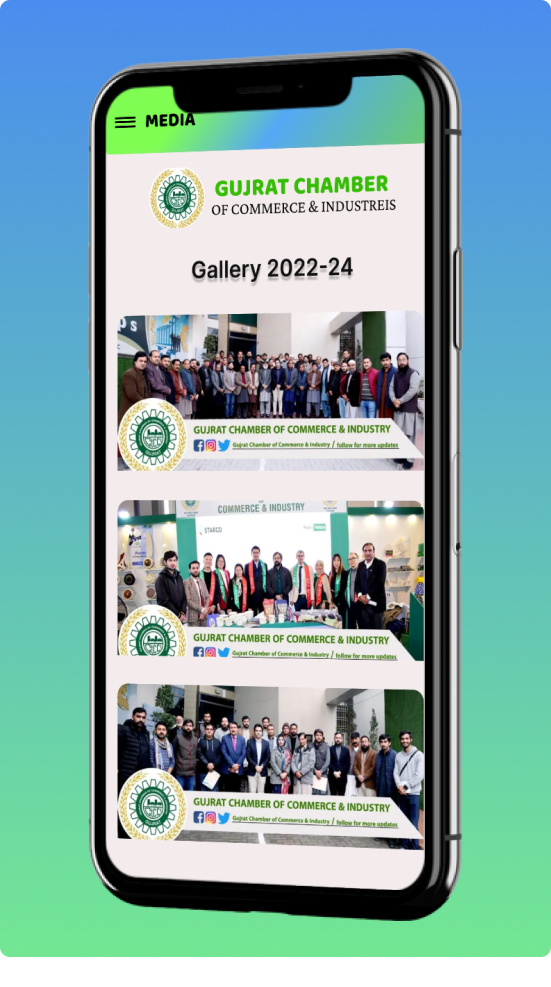 MEDIA
GUJRAT CHAMBER
OF COMMERCE & INDUSTREIS
Gallery 2022-24
GUJRAT CHAMBER OF COMMERCE & INDUSTRY
Gujrat Chamber of Commerce & Industry / follow for more updates
COMMERCE & INDUSTRY
STARCO
GUJRAT CHAMBER OF COMMERCE & INDUSTRY
Gujrat Chamber of Commerce & Industry / follow for more updates
GUJRAT CHAMBER OF COMMERCE & INDUSTRY
Gujrat Chamber of Commerce & Industry / follow for more updates